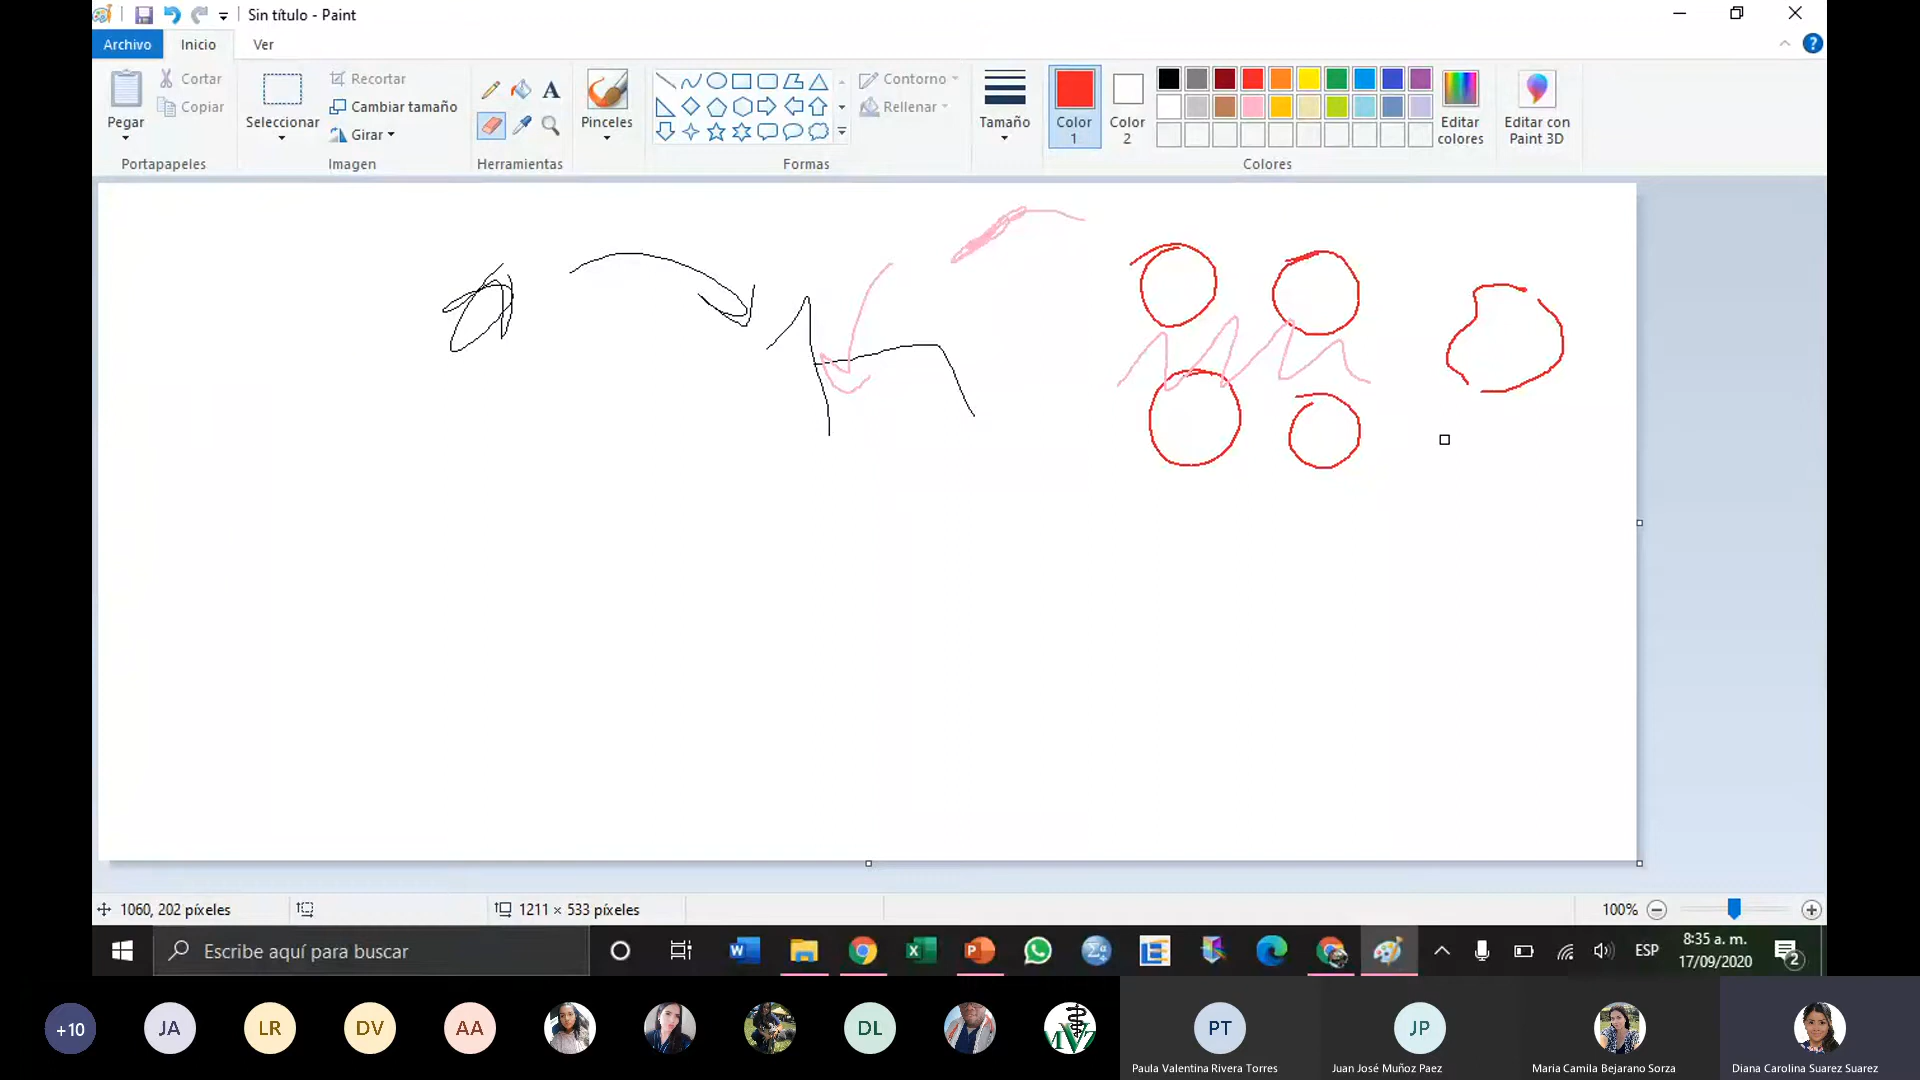 Sin título - Paint
Archivo Inicio Ver
Pegar
Cortar
Copiar
Portapapeles
Seleccionar
Recortar
Cambiar tamaño
Girar
Imagen
A
Herramientas
Pinceles
Contorno
Rellenar
Formas
Tamaño
Color
1
Color
2
Editar
colores
Editar con
Paint 3D
Colores
1060, 202 píxeles
1211 × 533 píxeles
100%
Escribe aquí para buscar
ESP
8:35 a. m.
17/09/2020
2
+10
JA
LR
DV
AA
DL
MVZ
PT
JP
Paula Valentina Rivera Torres
Juan José Muñoz Paez
Maria Camila Bejarano Sorza
Diana Carolina Suarez Suarez